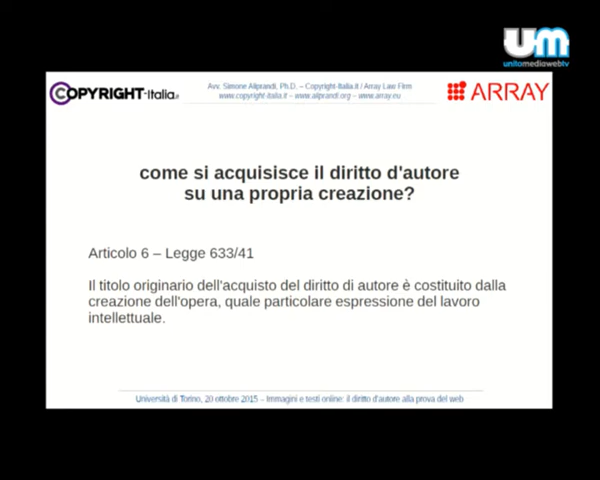 um
unitomediawebtv
COPYRIGHT-Italia.it
Avv. Simone Aliprandi, Ph.D. – Copyright-Italia.it / Array Law Firm
www.copyright-italia.it – www.aliprandi.org – www.array.eu
ARRAY
come si acquisisce il diritto d'autore
su una propria creazione?
Articolo 6 – Legge 633/41
Il titolo originario dell'acquisto del diritto di autore è costituito dalla
creazione dell'opera, quale particolare espressione del lavoro
intellettuale.
Università di Torino, 20 ottobre 2015 – Immagini e testi online: il diritto d'autore alla prova del web